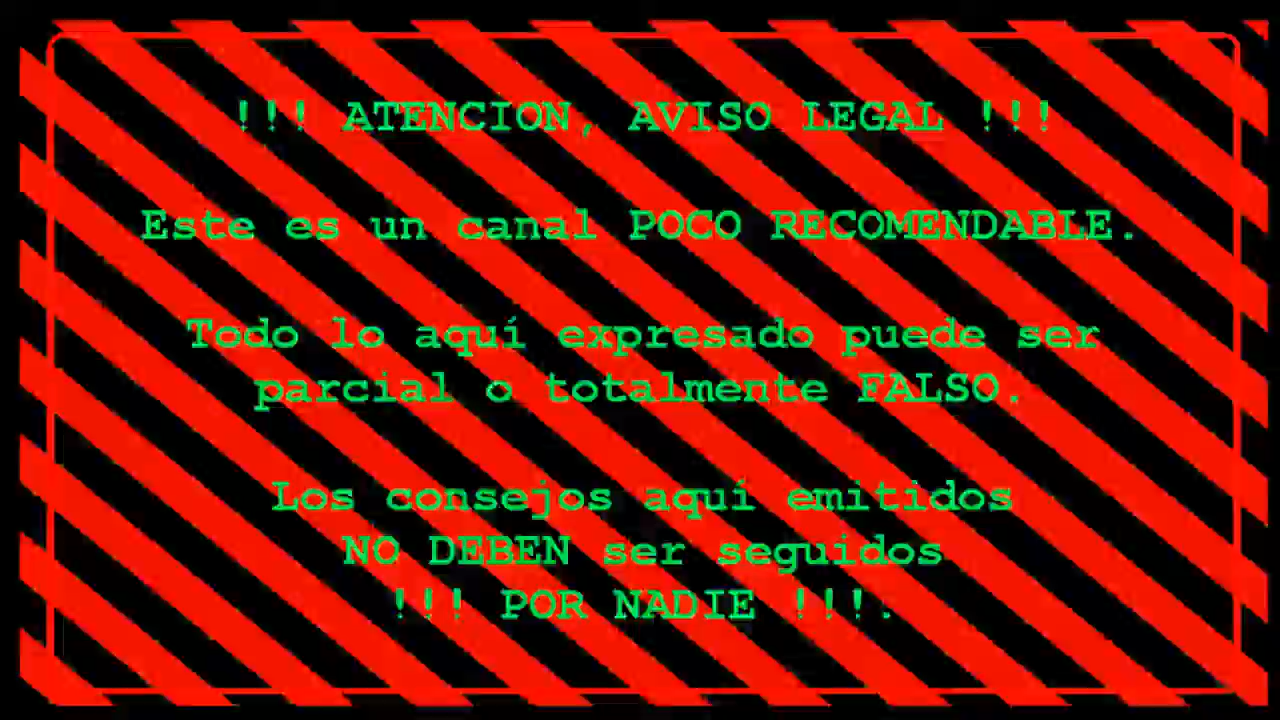 !!! ATENCION, AVISO LEGAL !!!
Este es un canal POCO RECOMENDABLE.
Todo lo aquí expresado puede ser
parcial o totalmente FALSO.
Los consejos aquí emitidos
NO DEBEN ser seguidos
!!! POR NADIE !!!.